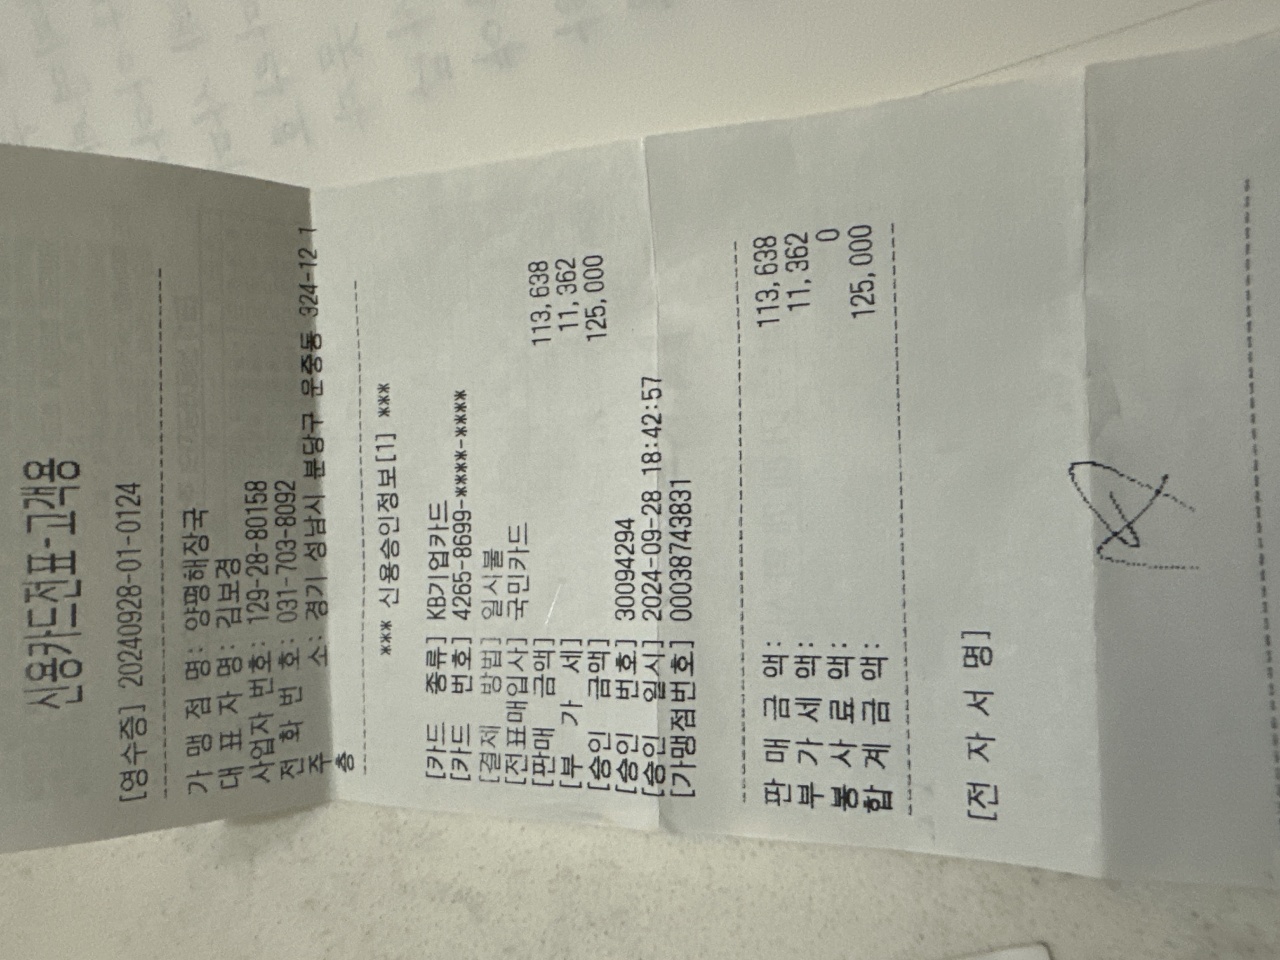 신용카드전표-고객용
[영수증] 20240928-01-0124
가 맹 점 명: 양평해장국
대 표 자 명: 김보경
사업자 번호: 129-28-80158
전 화 번 호: 031-703-8092
주 소: 경기 성남시 분당구 운중동 324-12 1
층
*** 신용승인정보[1] ***
[카드 종류] KB기업카드
[카드 번호] 4265-8699-****-****
[결제 방법] 일시불
[전표매입사] 국민카드
[판매 금액] 113,638
[부 가 세] 11,362
[승인 금액] 125,000
[승인 번호] 30094294
[승인 일시] 2024-09-28 18:42:57
[가맹점번호] 00038743831
판 매 금 액: 113,638
부 가 세 액: 11,362
봉 사 료 액: 0
합 계 금 액: 125,000
[전 자 서 명]